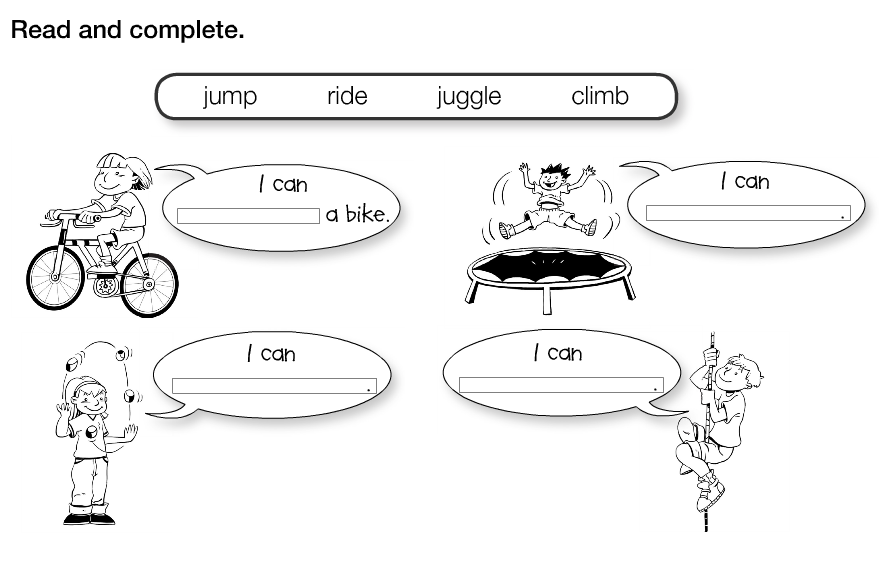 Read and complete.
jump ride juggle climb
I can
a bike.
I can
.
I can
.
I can
.